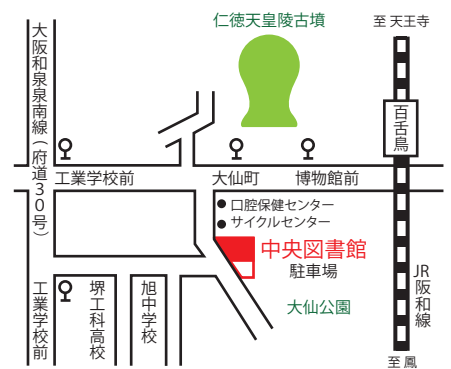 仁徳天皇陵古墳
至 天王寺
大阪和泉泉南線(府道30号)
百舌鳥
工業学校前
大仙町
博物館前
口腔保健センター
サイクルセンター
中央図書館
駐車場
大仙公園
JR阪和線
工業学校前
堺工科高校
旭中学校
至 鳳